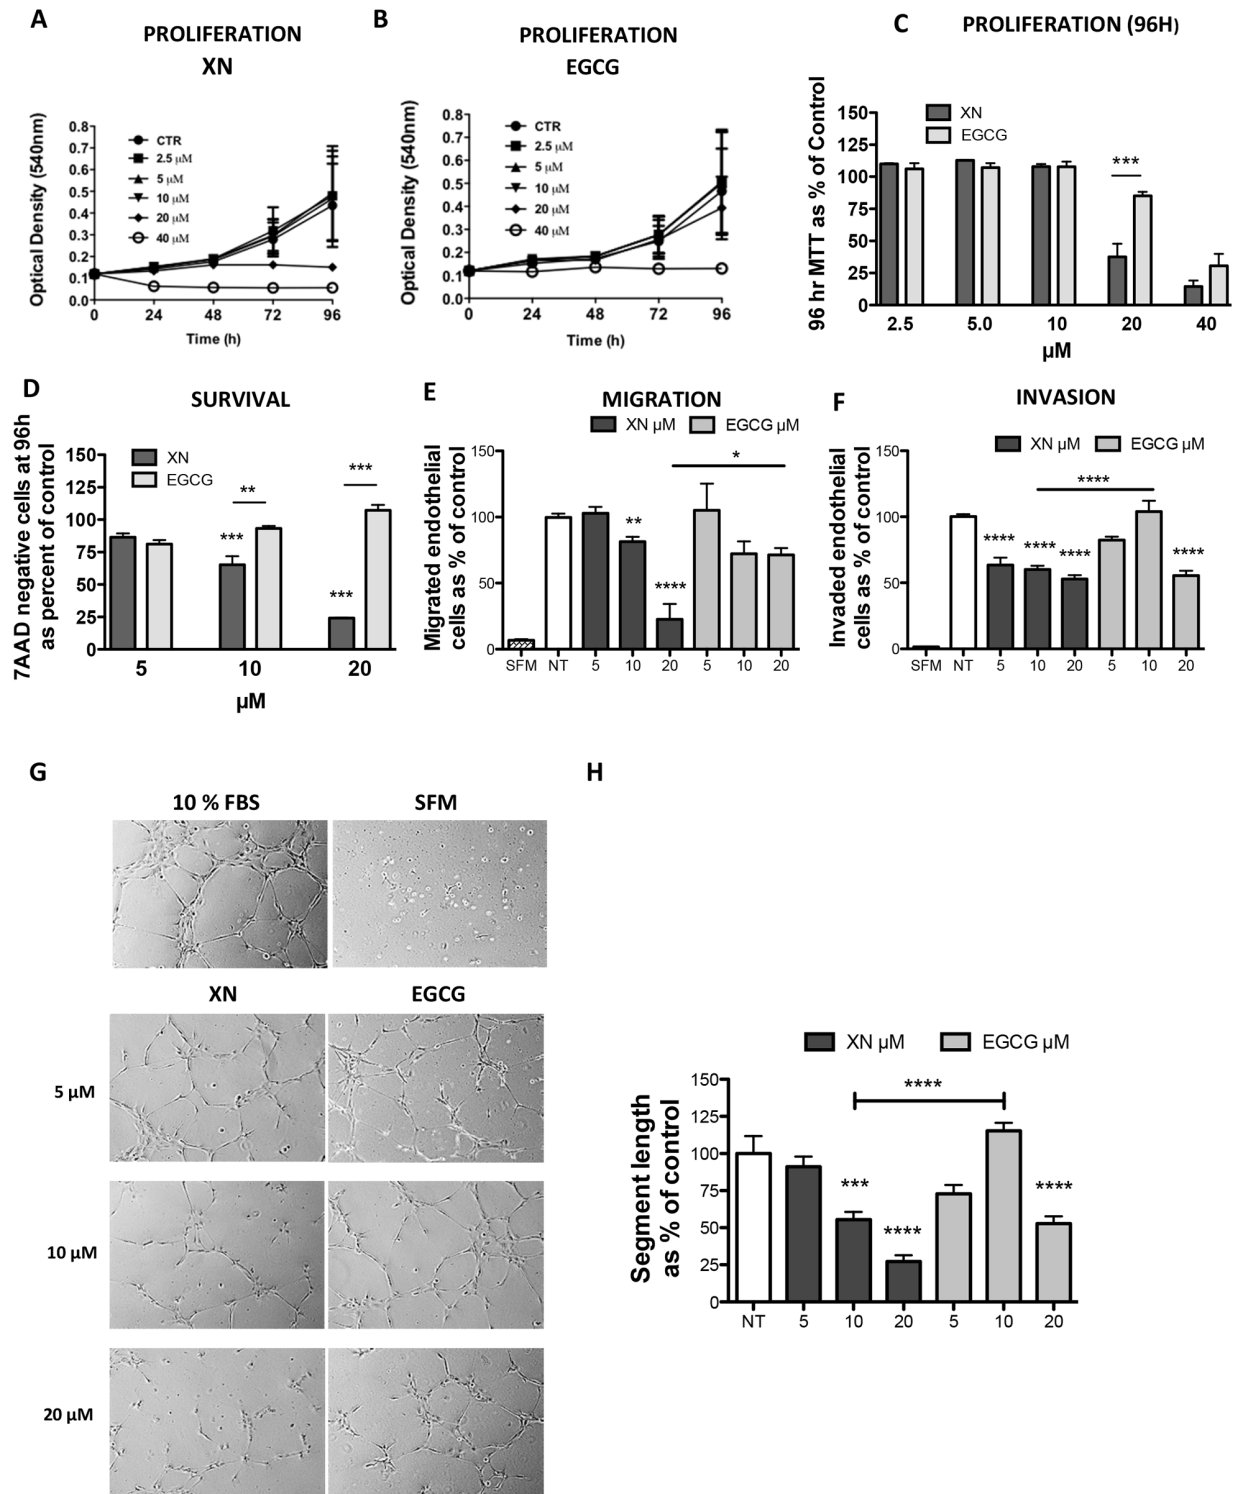 A
PROLIFERATION
XN
Optical Density (540nm)
0.8
0.7
0.6
0.5
0.4
0.3
0.2
0.1
0.0
CTR
2.5 µM
5 µM
10 µM
20 µM
40 µM
0 24 48 72 96
Time (h)
B
PROLIFERATION
EGCG
Optical Density (540nm)
0.8
0.7
0.6
0.5
0.4
0.3
0.2
0.1
0.0
CTR
2.5 µM
5 µM
10 µM
20 µM
40 µM
0 24 48 72 96
Time (h)
C
PROLIFERATION (96H)
96 hr MTT as % of Control
150
125
100
75
50
25
0
XN
EGCG
***
2.5 5.0 10 20 40
µM
D
SURVIVAL
7AAD negative cells at 96h
as percent of control
150
125
100
75
50
25
0
XN
EGCG
***
**
***
***
5 10 20
µM
E
MIGRATION
XN µM EGCG µM
Migrated endothelial
cells as % of control
150
100
50
0
*
**
****
SFM NT 5 10 20 5 10 20
F
INVASION
XN µM EGCG µM
Invaded endothelial
cells as % of control
150
100
50
0
****
**** **** **** ****
SFM NT 5 10 20 5 10 20
G
10 % FBS SFM
XN EGCG
5 µM
10 µM
20 µM
H
XN µM EGCG µM
Segment length
as % of control
150
125
100
75
50
25
0
****
***
****
****
NT 5 10 20 5 10 20